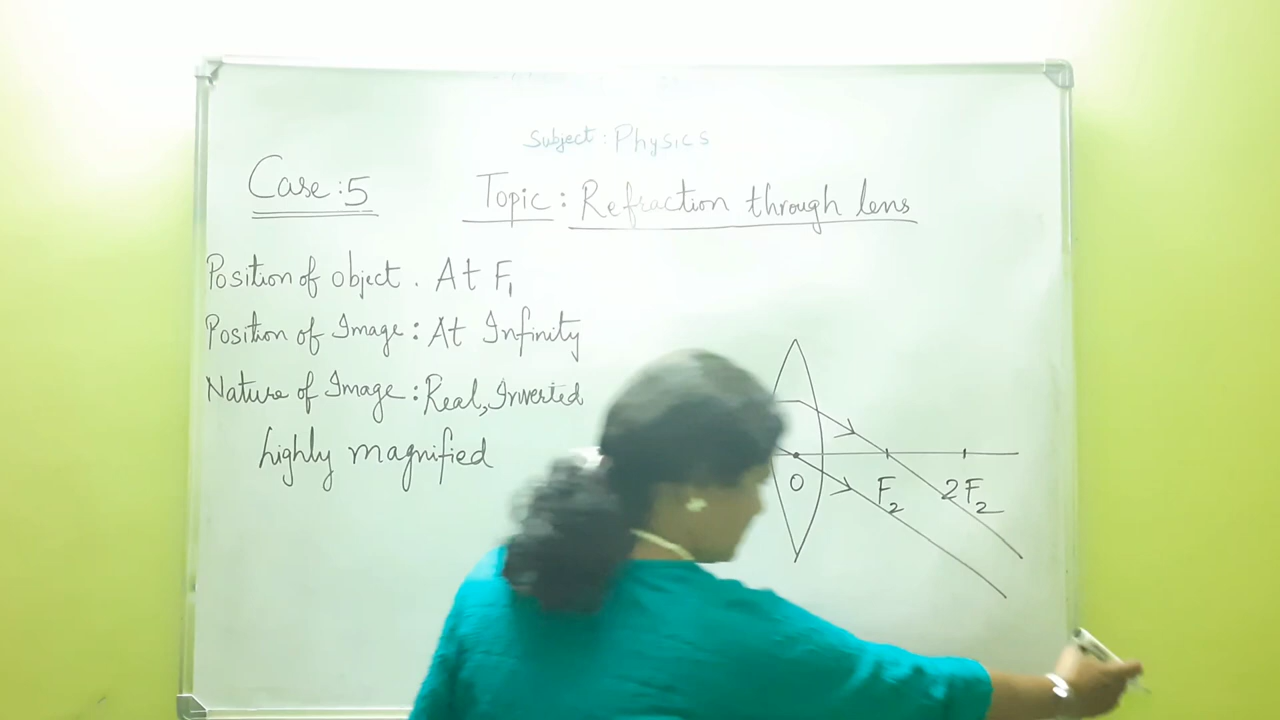 Subject: Physics
Case:5
Topic: Refraction through lens
Position of object. At F₁
Position of Image: At Infinity
Nature of Image: Real, Inverted
highly magnified
O
F₂
2F₂